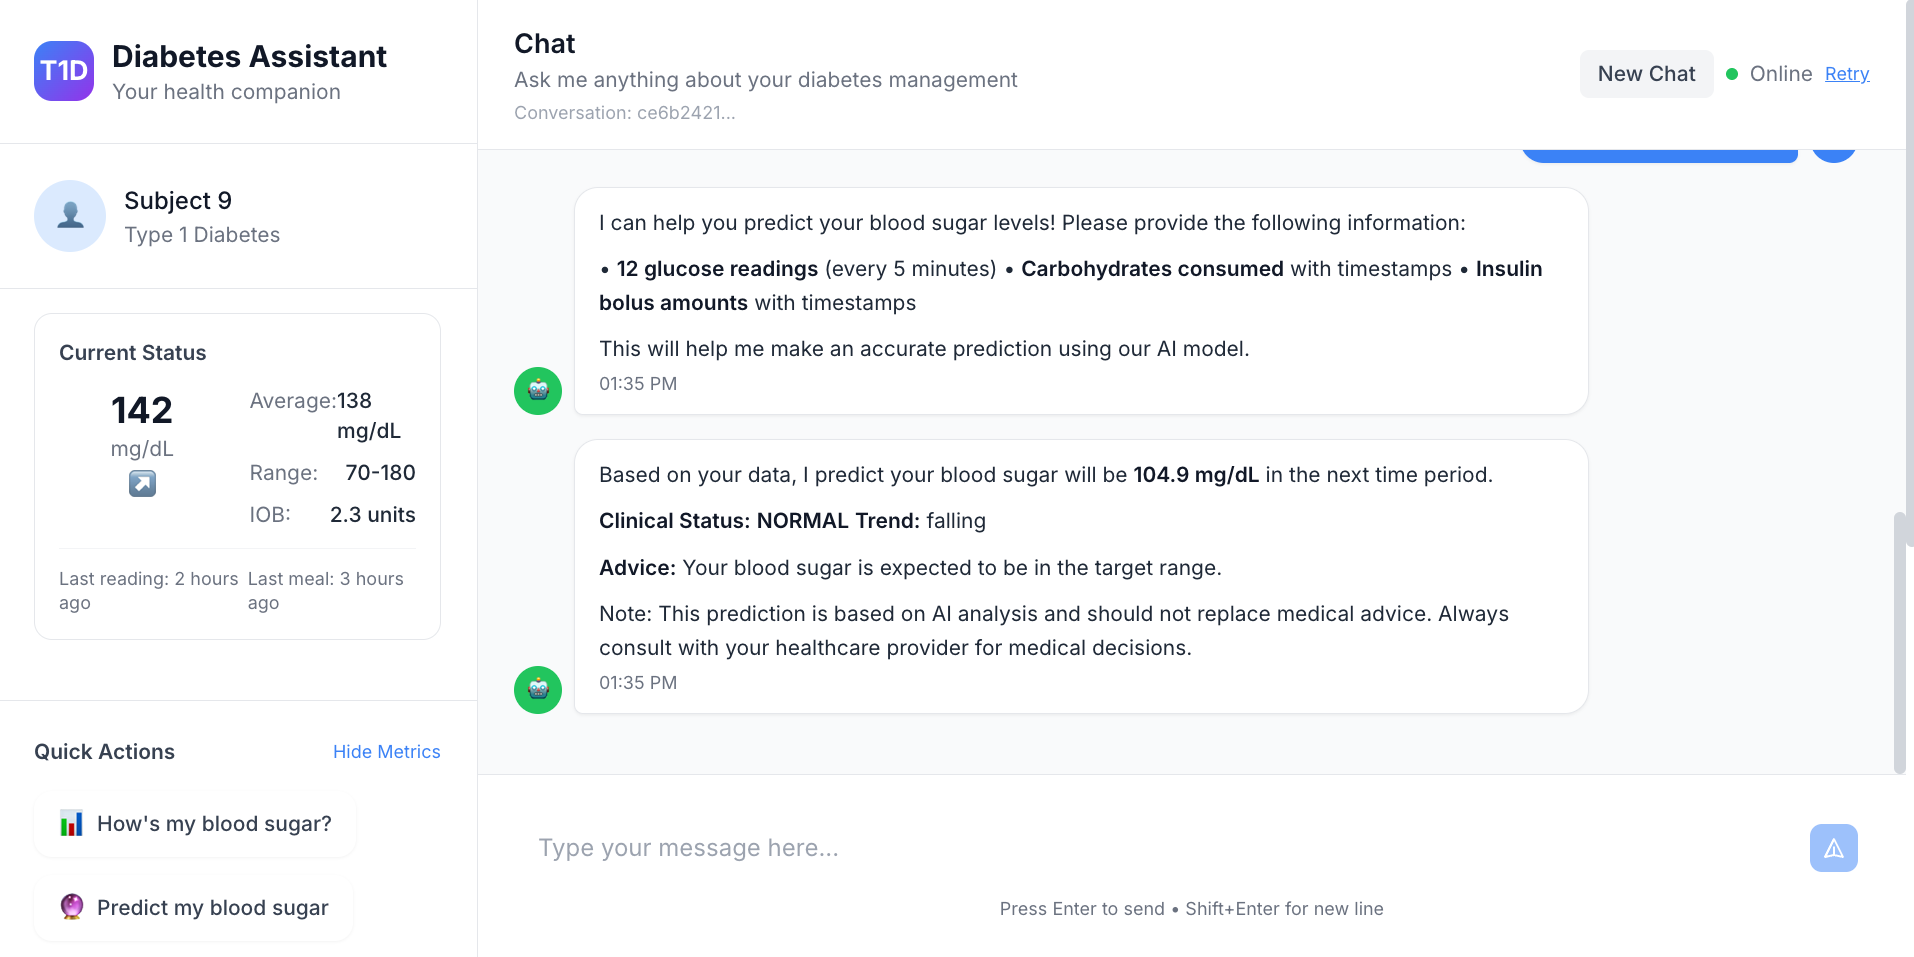 T1D
Diabetes Assistant
Your health companion
Subject 9
Type 1 Diabetes
Current Status
142
mg/dL
Average: 138
mg/dL
Range: 70-180
IOB: 2.3 units
Last reading: 2 hours
ago
Last meal: 3 hours
ago
Quick Actions
Hide Metrics
How's my blood sugar?
Predict my blood sugar
Chat
Ask me anything about your diabetes management
Conversation: ce6b2421...
New Chat
Online
Retry
I can help you predict your blood sugar levels! Please provide the following information:
• 12 glucose readings (every 5 minutes) • Carbohydrates consumed with timestamps • Insulin
bolus amounts with timestamps
This will help me make an accurate prediction using our AI model.
01:35 PM
Based on your data, I predict your blood sugar will be 104.9 mg/dL in the next time period.
Clinical Status: NORMAL Trend: falling
Advice: Your blood sugar is expected to be in the target range.
Note: This prediction is based on AI analysis and should not replace medical advice. Always
consult with your healthcare provider for medical decisions.
01:35 PM
Type your message here...
Press Enter to send • Shift+Enter for new line